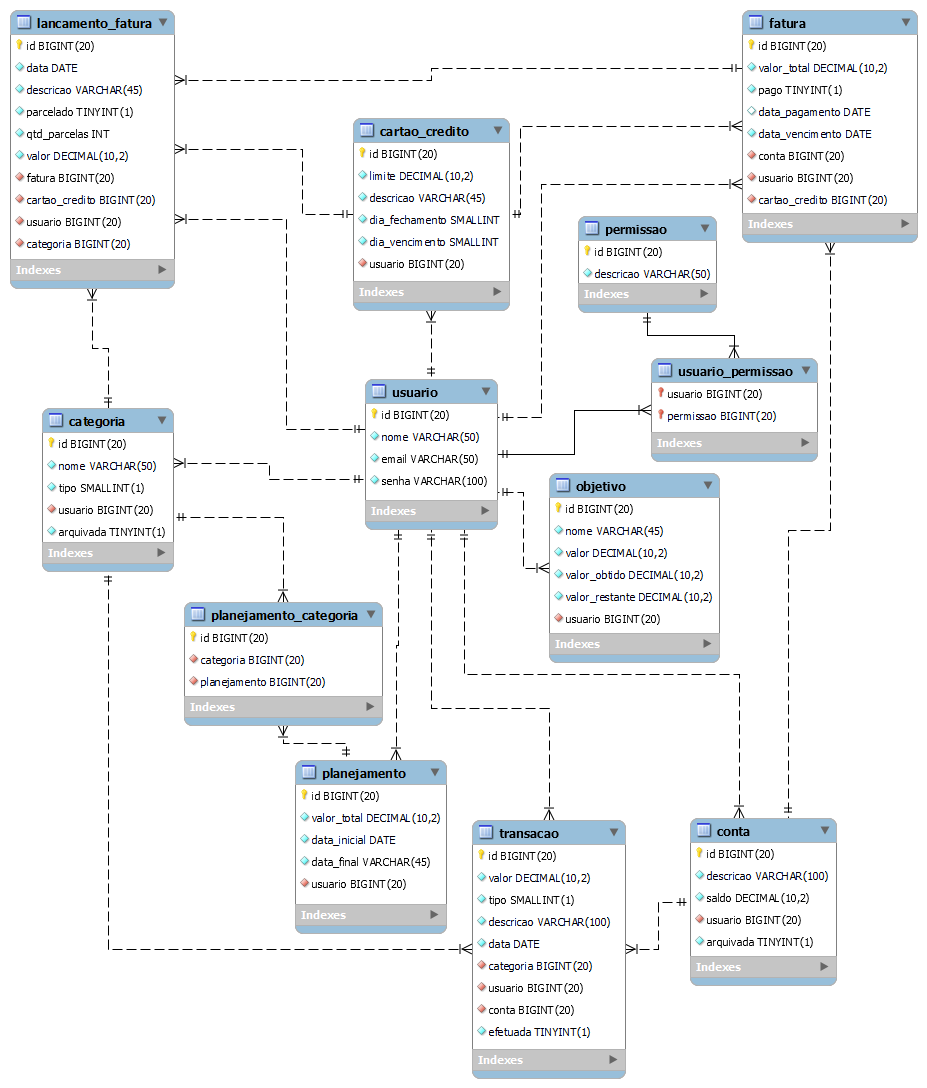 lancamento_fatura
id BIGINT(20)
data DATE
descricao VARCHAR(45)
parcelado TINYINT(1)
qtd_parcelas INT
valor DECIMAL(10,2)
fatura BIGINT(20)
cartao_credito BIGINT(20)
usuario BIGINT(20)
categoria BIGINT(20)
Indexes
fatura
id BIGINT(20)
valor_total DECIMAL(10,2)
pago TINYINT(1)
data_pagamento DATE
data_vencimento DATE
conta BIGINT(20)
usuario BIGINT(20)
cartao_credito BIGINT(20)
Indexes
cartao_credito
id BIGINT(20)
limite DECIMAL(10,2)
descricao VARCHAR(45)
dia_fechamento SMALLINT
dia_vencimento SMALLINT
usuario BIGINT(20)
Indexes
permissao
id BIGINT(20)
descricao VARCHAR(50)
Indexes
usuario_permissao
usuario BIGINT(20)
permissao BIGINT(20)
Indexes
usuario
id BIGINT(20)
nome VARCHAR(50)
email VARCHAR(50)
senha VARCHAR(100)
Indexes
categoria
id BIGINT(20)
nome VARCHAR(50)
tipo SMALLINT(1)
usuario BIGINT(20)
arquivada TINYINT(1)
Indexes
objetivo
id BIGINT(20)
nome VARCHAR(45)
valor DECIMAL(10,2)
valor_obtido DECIMAL(10,2)
valor_restante DECIMAL(10,2)
usuario BIGINT(20)
Indexes
planejamento_categoria
id BIGINT(20)
categoria BIGINT(20)
planejamento BIGINT(20)
Indexes
planejamento
id BIGINT(20)
valor_total DECIMAL(10,2)
data_inicial DATE
data_final VARCHAR(45)
usuario BIGINT(20)
Indexes
transacao
id BIGINT(20)
valor DECIMAL(10,2)
tipo SMALLINT(1)
descricao VARCHAR(100)
data DATE
categoria BIGINT(20)
usuario BIGINT(20)
conta BIGINT(20)
efetuada TINYINT(1)
Indexes
conta
id BIGINT(20)
descricao VARCHAR(100)
saldo DECIMAL(10,2)
usuario BIGINT(20)
arquivada TINYINT(1)
Indexes